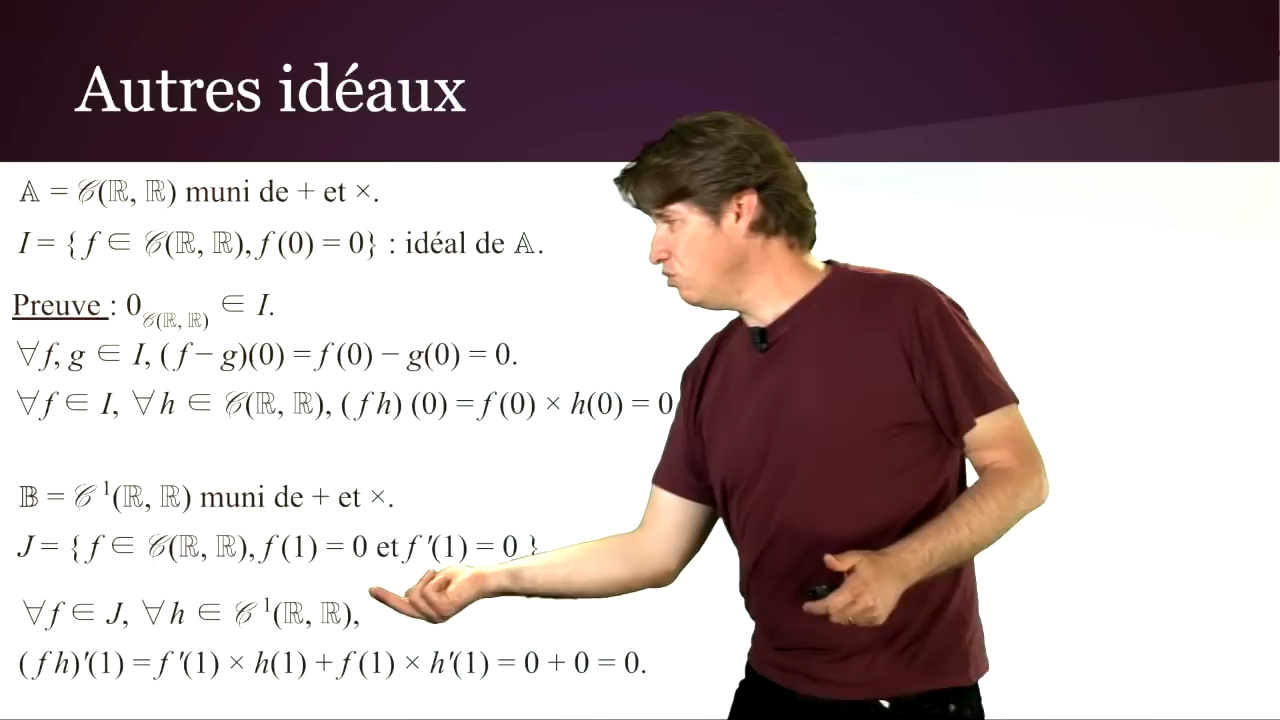 Autres idéaux
𝔸 = 𝒞(ℝ, ℝ) muni de + et ×.
I = { f ∈ 𝒞(ℝ, ℝ), f (0) = 0} : idéal de 𝔸.
Preuve : 0_𝒞(ℝ, ℝ) ∈ I.
∀f, g ∈ I, ( f − g)(0) = f (0) − g(0) = 0.
∀f ∈ I, ∀h ∈ 𝒞(ℝ, ℝ), ( f h) (0) = f (0) × h(0) = 0
𝔹 = 𝒞 ¹(ℝ, ℝ) muni de + et ×.
J = { f ∈ 𝒞(ℝ, ℝ), f (1) = 0 et f ′(1) = 0 }
∀f ∈ J, ∀h ∈ 𝒞 ¹(ℝ, ℝ),
( f h)′(1) = f ′(1) × h(1) + f (1) × h′(1) = 0 + 0 = 0.